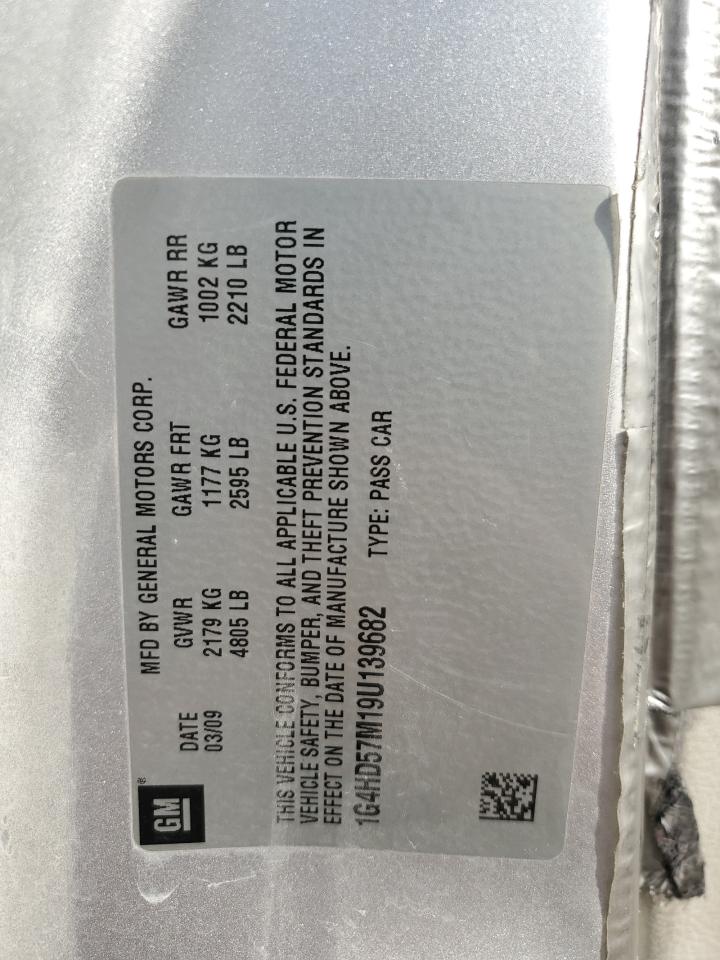 GM®
MFD BY GENERAL MOTORS CORP.
DATE GVWR GAWR FRT GAWR RR
03/09 2179 KG 1177 KG 1002 KG
4805 LB 2595 LB 2210 LB
THIS VEHICLE CONFORMS TO ALL APPLICABLE U.S. FEDERAL MOTOR
VEHICLE SAFETY, BUMPER, AND THEFT PREVENTION STANDARDS IN
EFFECT ON THE DATE OF MANUFACTURE SHOWN ABOVE.
1G4HD57M19U139682 TYPE: PASS CAR